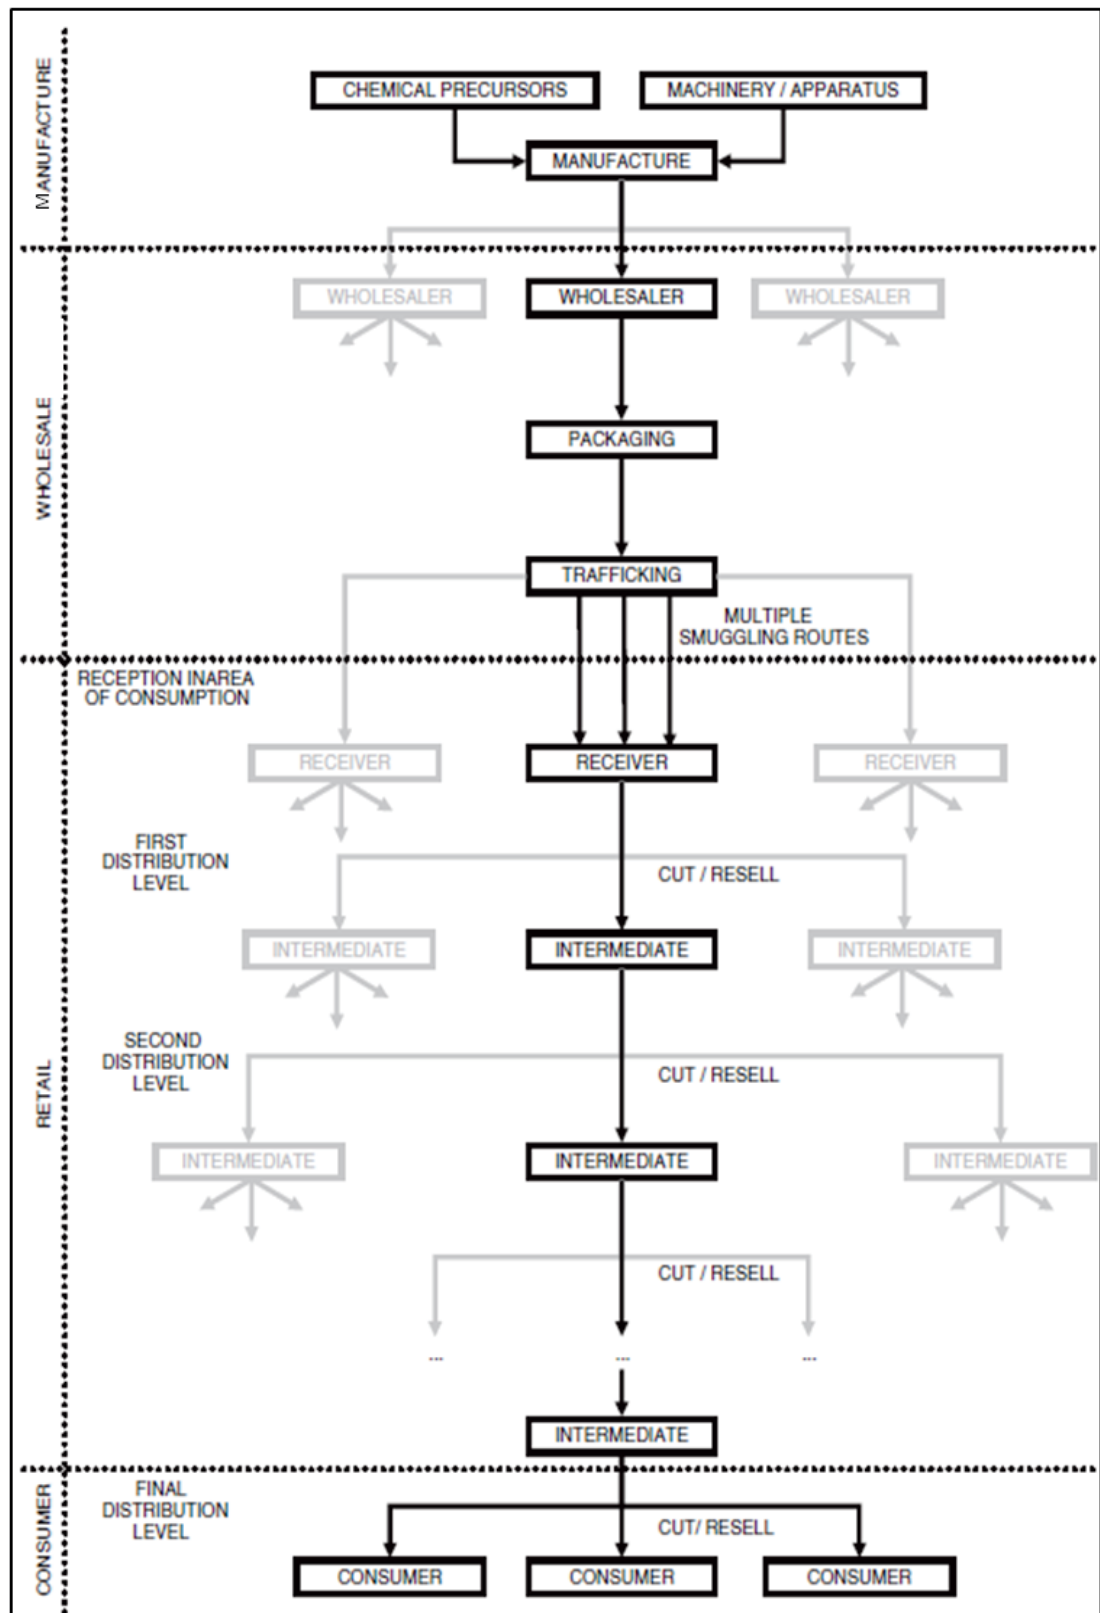 MANUFACTURE
CHEMICAL PRECURSORS
MACHINERY / APPARATUS
MANUFACTURE
WHOLESALE
WHOLESALER
WHOLESALER
WHOLESALER
PACKAGING
TRAFFICKING
MULTIPLE
SMUGGLING ROUTES
RETAIL
RECEPTION INAREA
OF CONSUMPTION
RECEIVER
RECEIVER
RECEIVER
FIRST
DISTRIBUTION
LEVEL
CUT / RESELL
INTERMEDIATE
INTERMEDIATE
INTERMEDIATE
SECOND
DISTRIBUTION
LEVEL
CUT / RESELL
INTERMEDIATE
INTERMEDIATE
INTERMEDIATE
CUT / RESELL
...
...
...
INTERMEDIATE
CONSUMER
FINAL
DISTRIBUTION
LEVEL
CUT/ RESELL
CONSUMER
CONSUMER
CONSUMER